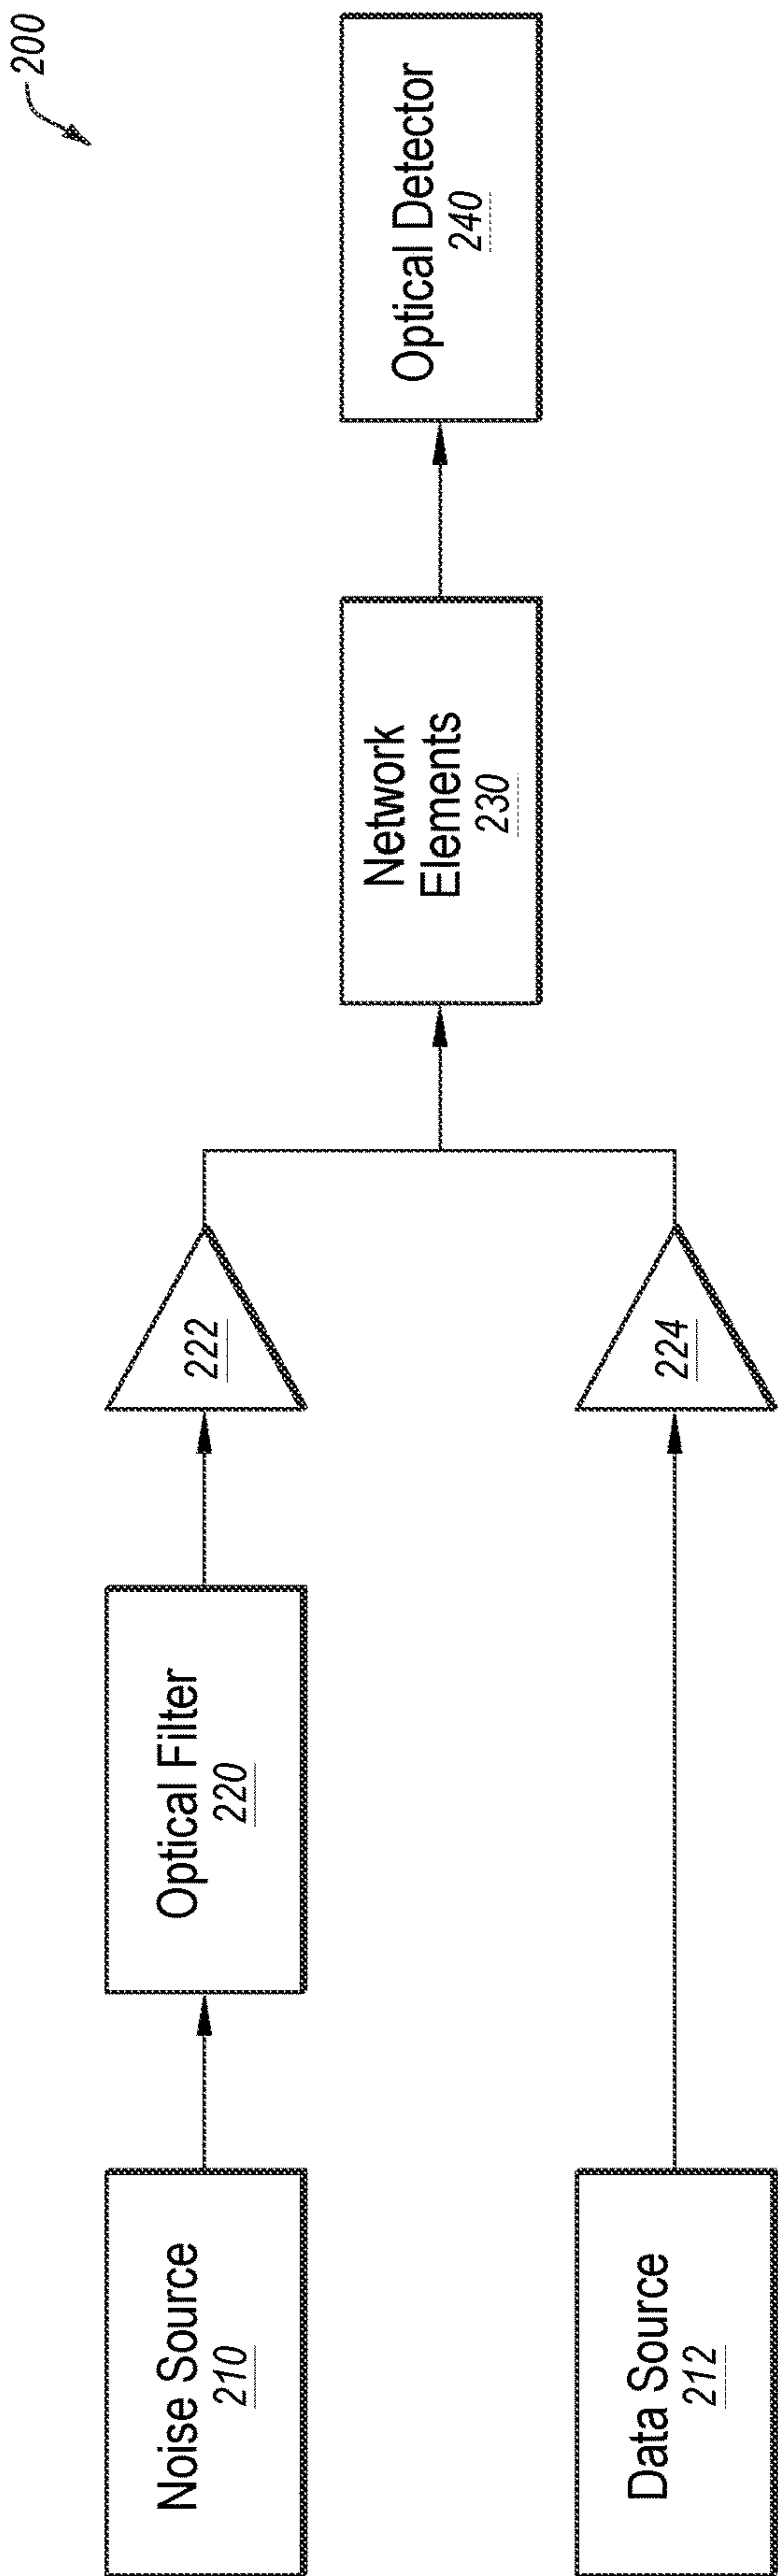 200
Noise Source
210
Optical Filter
220
222
Data Source
212
224
Network
Elements
230
Optical Detector
240